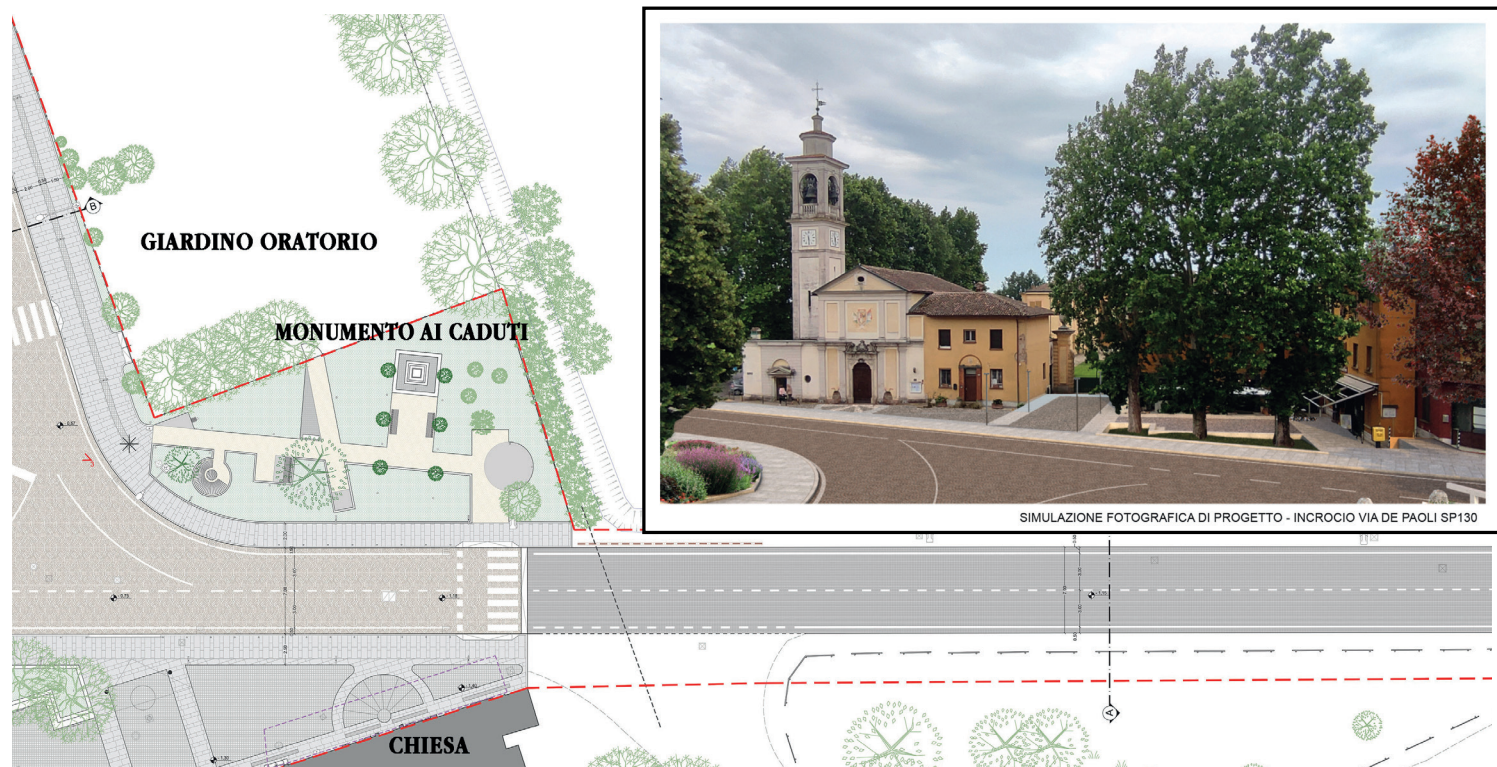 GIARDINO ORATORIO
MONUMENTO AI CADUTI
SIMULAZIONE FOTOGRAFICA DI PROGETTO - INCROCIO VIA DE PAOLI SP130
B
A
CHIESA